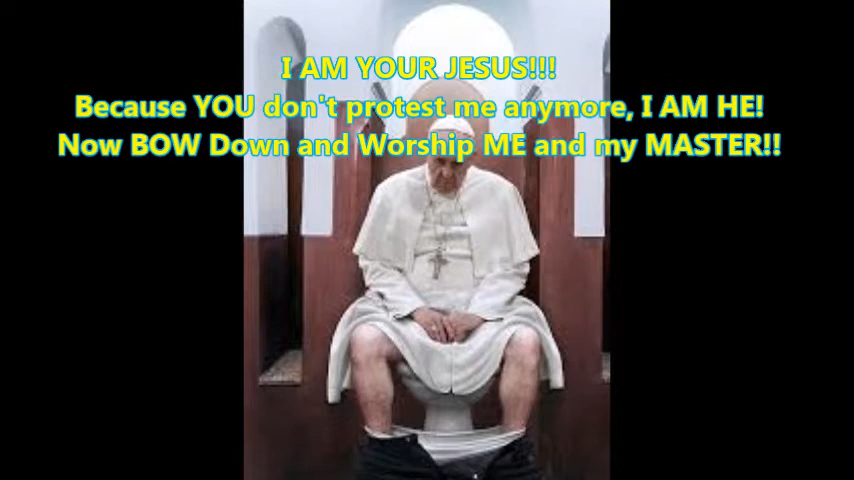 I AM YOUR JESUS!!!
Because YOU don't protest me anymore, I AM HE!
Now BOW Down and Worship ME and my MASTER!!